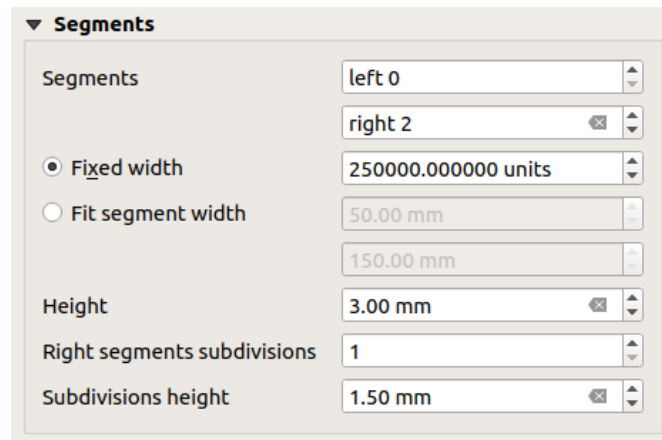 Segments
Segments left 0
right 2
Fixed width 250000.000000 units
Fit segment width 50.00 mm
150.00 mm
Height 3.00 mm
Right segments subdivisions 1
Subdivisions height 1.50 mm